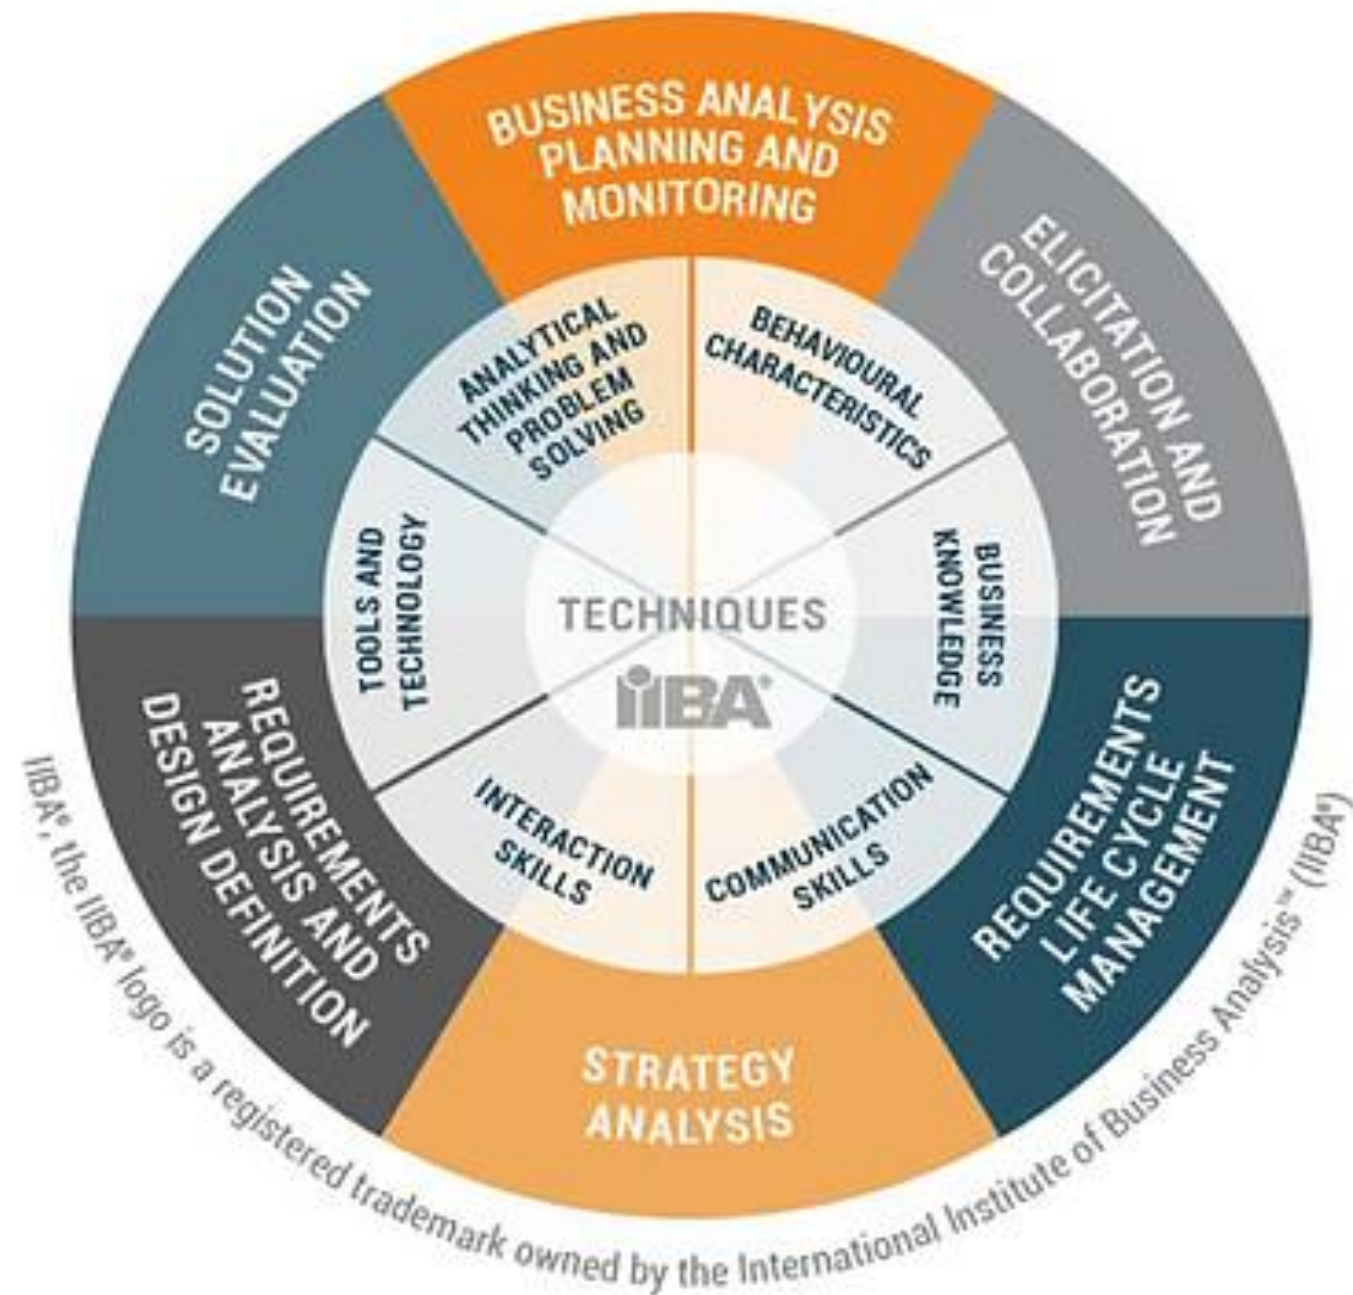 BUSINESS ANALYSIS
PLANNING AND
MONITORING
ELICITATION AND
COLLABORATION
REQUIREMENTS
LIFE CYCLE
MANAGEMENT
STRATEGY
ANALYSIS
REQUIREMENTS
ANALYSIS AND
DESIGN DEFINITION
SOLUTION
EVALUATION
ANALYTICAL
THINKING AND
PROBLEM
SOLVING
BEHAVIOURAL
CHARACTERISTICS
BUSINESS
KNOWLEDGE
COMMUNICATION
SKILLS
INTERACTION
SKILLS
TOOLS AND
TECHNOLOGY
TECHNIQUES
IIBA®
IIBA®, the IIBA® logo is a registered trademark owned by the International Institute of Business Analysis™ (IIBA®)